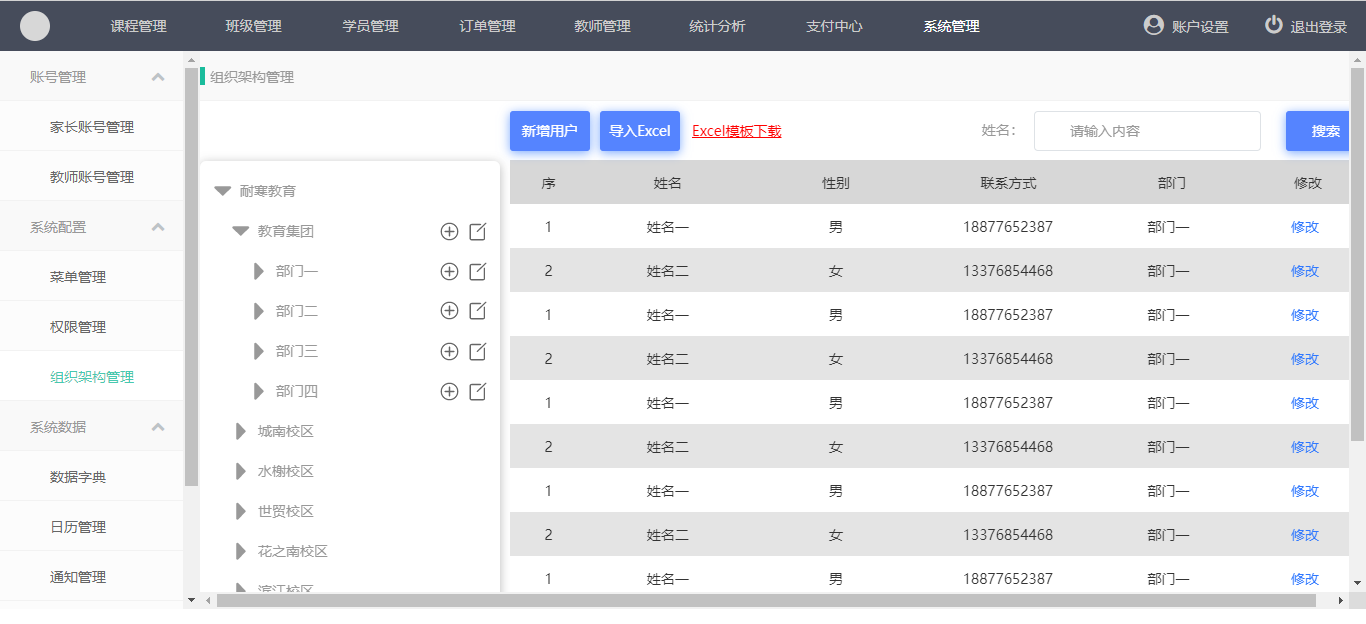 课程管理 班级管理 学员管理 订单管理 教师管理 统计分析 支付中心 系统管理 账户设置 退出登录
账号管理
家长账号管理
教师账号管理
系统配置
菜单管理
权限管理
组织架构管理
系统数据
数据字典
日历管理
通知管理
组织架构管理
新增用户 导入Excel Excel模板下载 姓名: 请输入内容 搜索
耐寒教育
教育集团
部门一
部门二
部门三
部门四
城南校区
水榭校区
世贸校区
花之南校区
滨江校区
序 姓名 性别 联系方式 部门 修改
1 姓名一 男 18877652387 部门一 修改
2 姓名二 女 13376854468 部门一 修改
1 姓名一 男 18877652387 部门一 修改
2 姓名二 女 13376854468 部门一 修改
1 姓名一 男 18877652387 部门一 修改
2 姓名二 女 13376854468 部门一 修改
1 姓名一 男 18877652387 部门一 修改
2 姓名二 女 13376854468 部门一 修改
1 姓名一 男 18877652387 部门一 修改